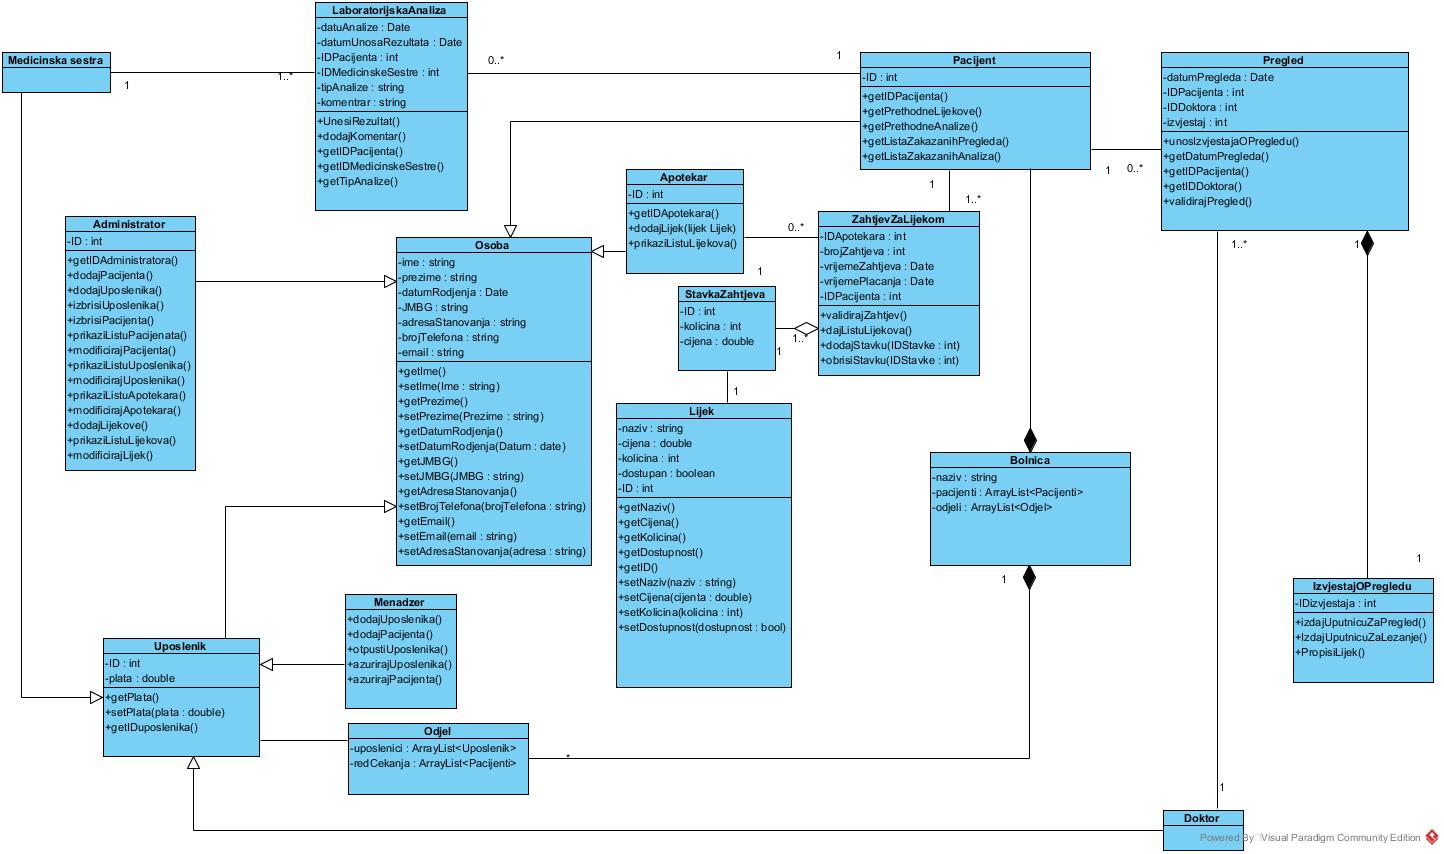 Medicinska sestra
1
1..*
LaboratorijskaAnaliza
-datuAnalize : Date
-datumUnosaRezultata : Date
-IDPacijenta : int
-IDMedicinskeSestre : int
-tipAnalize : string
-komentrar : string
+UnesiRezultat()
+dodajKomentar()
+getIDPacijenta()
+getIDMedicinskeSestre()
+getTipAnalize()
0..*
1
Pacijent
-ID : int
+getIDPacijenta()
+getPrethodneLijekove()
+getPrethodneAnalize()
+getListaZakazanihPregleda()
+getListaZakazanihAnaliza()
1
0..*
Pregled
-datumPregleda : Date
-IDPacijenta : int
-IDDoktora : int
-izvjestaj : int
+unosIzvjestajaOPregledu()
+getDatumPregleda()
+getIDPacijenta()
+getIDDoktora()
+validirajPregled()
1..*
1
Administrator
-ID : int
+getIDAdministratora()
+dodajPacijenta()
+dodajUposlenika()
+izbrisiUposlenika()
+izbrisiPacijenta()
+prikaziListuPacijenata()
+modificirajPacijenta()
+prikaziListuUposlenika()
+modificirajUposlenika()
+prikaziListuApotekara()
+modificirajApotekara()
+dodajLijekove()
+prikaziListuLijekova()
+modificirajLijek()
Osoba
-ime : string
-prezime : string
-datumRodjenja : Date
-JMBG : string
-adresaStanovanja : string
-brojTelefona : string
-email : string
+getIme()
+setIme(Ime : string)
+getPrezime()
+setPrezime(Prezime : string)
+getDatumRodjenja()
+setDatumRodjenja(Datum : date)
+getJMBG()
+setJMBG(JMBG : string)
+getAdresaStanovanja()
+setBrojTelefona(brojTelefona : string)
+getEmail()
+setEmail(email : string)
+setAdresaStanovanja(adresa : string)
Apotekar
-ID : int
+getIDApotekara()
+dodajLijek(lijek Lijek)
+prikaziListuLijekova()
1
0..*
1
1..*
ZahtjevZaLijekom
-IDApotekara : int
-brojZahtjeva : int
-vrijemeZahtjeva : Date
-vrijemePlacanja : Date
-IDPacijenta : int
+validirajZahtjev()
+dajListuLijekova()
+dodajStavku(IDStavke : int)
+obrisiStavku(IDStavke : int)
StavkaZahtjeva
-ID : int
-kolicina : int
-cijena : double
1..*
1
1
Lijek
-naziv : string
-cijena : double
-kolicina : int
-dostupan : boolean
-ID : int
+getNaziv()
+getCijena()
+getKolicina()
+getDostupnost()
+getID()
+setNaziv(naziv : string)
+setCijena(cijenta : double)
+setKolicina(kolicina : int)
+setDostupnost(dostupnost : bool)
Bolnica
-naziv : string
-pacijenti : ArrayList<Pacijenti>
-odjeli : ArrayList<Odjel>
1
1
IzvjestajOPregledu
-IDizvjestaja : int
+izdajUputnicuZaPregled()
+IzdajUputnicuZaLezanje()
+PropisiLijek()
Menadzer
+dodajUposlenika()
+dodajPacijenta()
+otpustiUposlenika()
+azurirajUposlenika()
+azurirajPacijenta()
Uposlenik
-ID : int
-plata : double
+getPlata()
+setPlata(plata : double)
+getIDuposlenika()
Odjel
-uposlenici : ArrayList<Uposlenik>
-redCekanja : ArrayList<Pacijenti>
*
1
Doktor
Powered By Visual Paradigm Community Edition